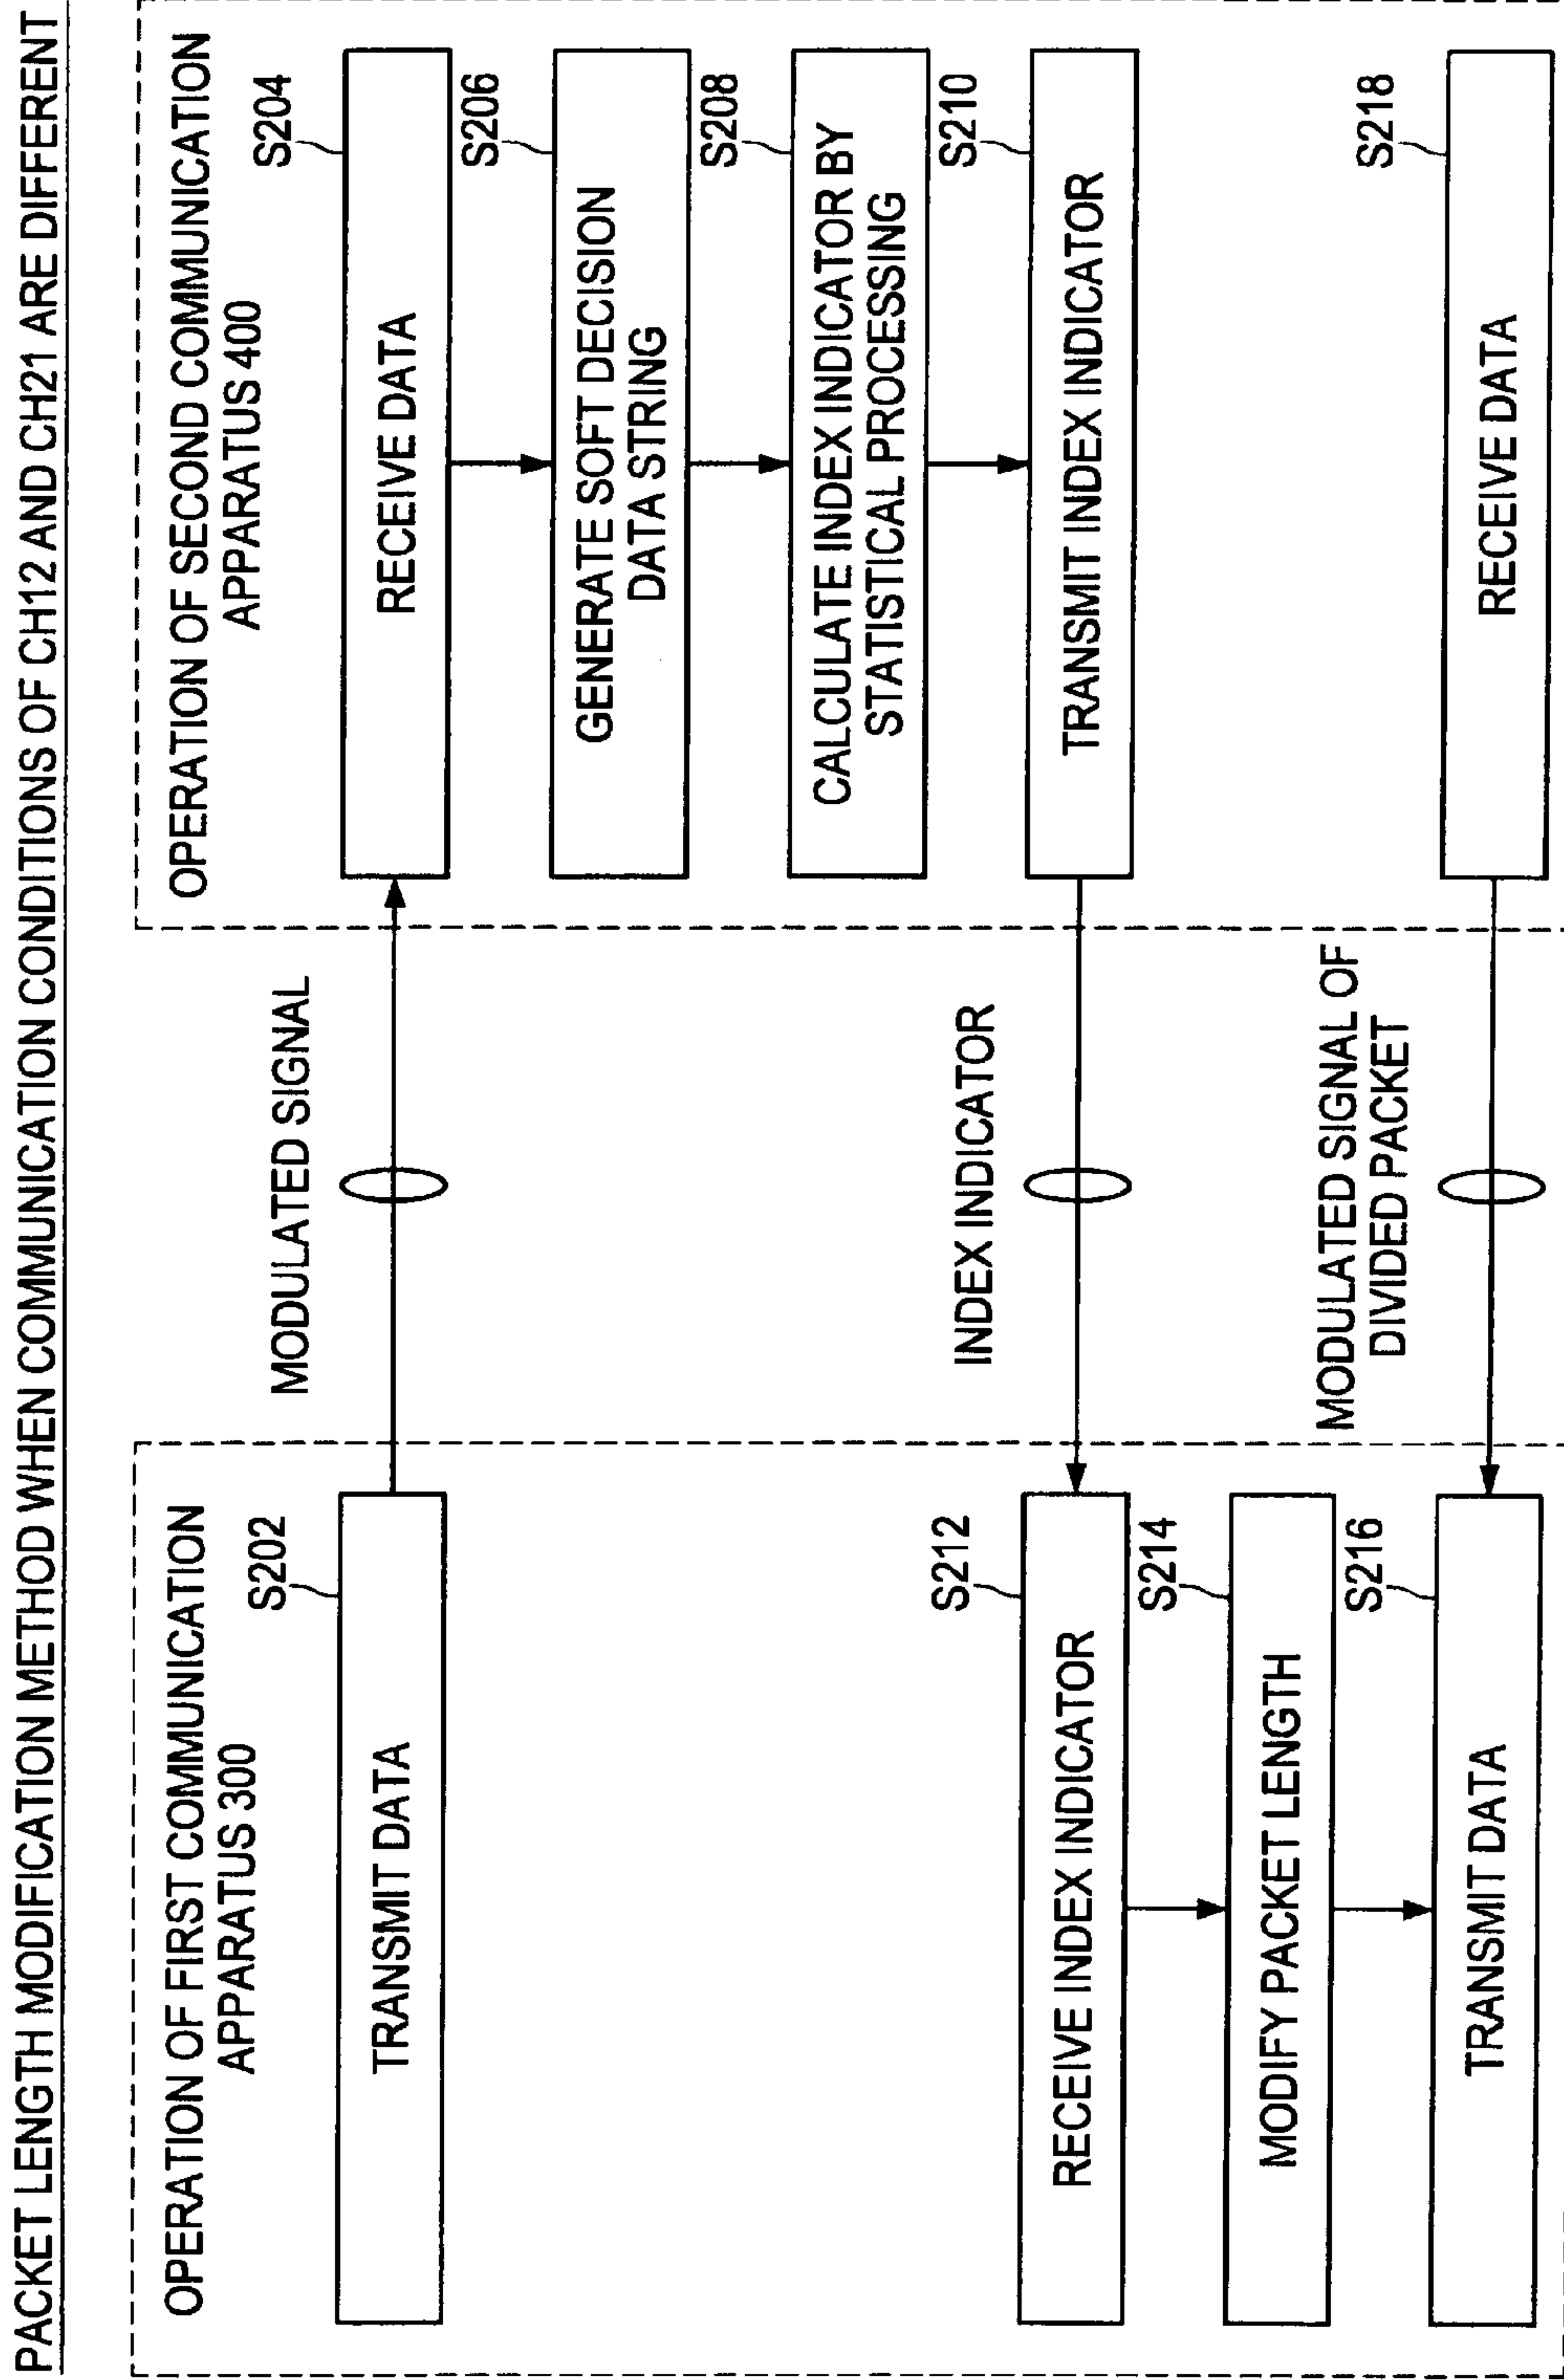 PACKET LENGTH MODIFICATION METHOD WHEN COMMUNICATION CONDITIONS OF CH12 AND CH21 ARE DIFFERENT
OPERATION OF FIRST COMMUNICATION
APPARATUS 300
S202
TRANSMIT DATA
MODULATED SIGNAL
OPERATION OF SECOND COMMUNICATION
APPARATUS 400
S204
RECEIVE DATA
S206
GENERATE SOFT DECISION
DATA STRING
S208
CALCULATE INDEX INDICATOR BY
STATISTICAL PROCESSING
S210
TRANSMIT INDEX INDICATOR
INDEX INDICATOR
S212
RECEIVE INDEX INDICATOR
S214
MODIFY PACKET LENGTH
S216
TRANSMIT DATA
MODULATED SIGNAL OF
DIVIDED PACKET
S218
RECEIVE DATA